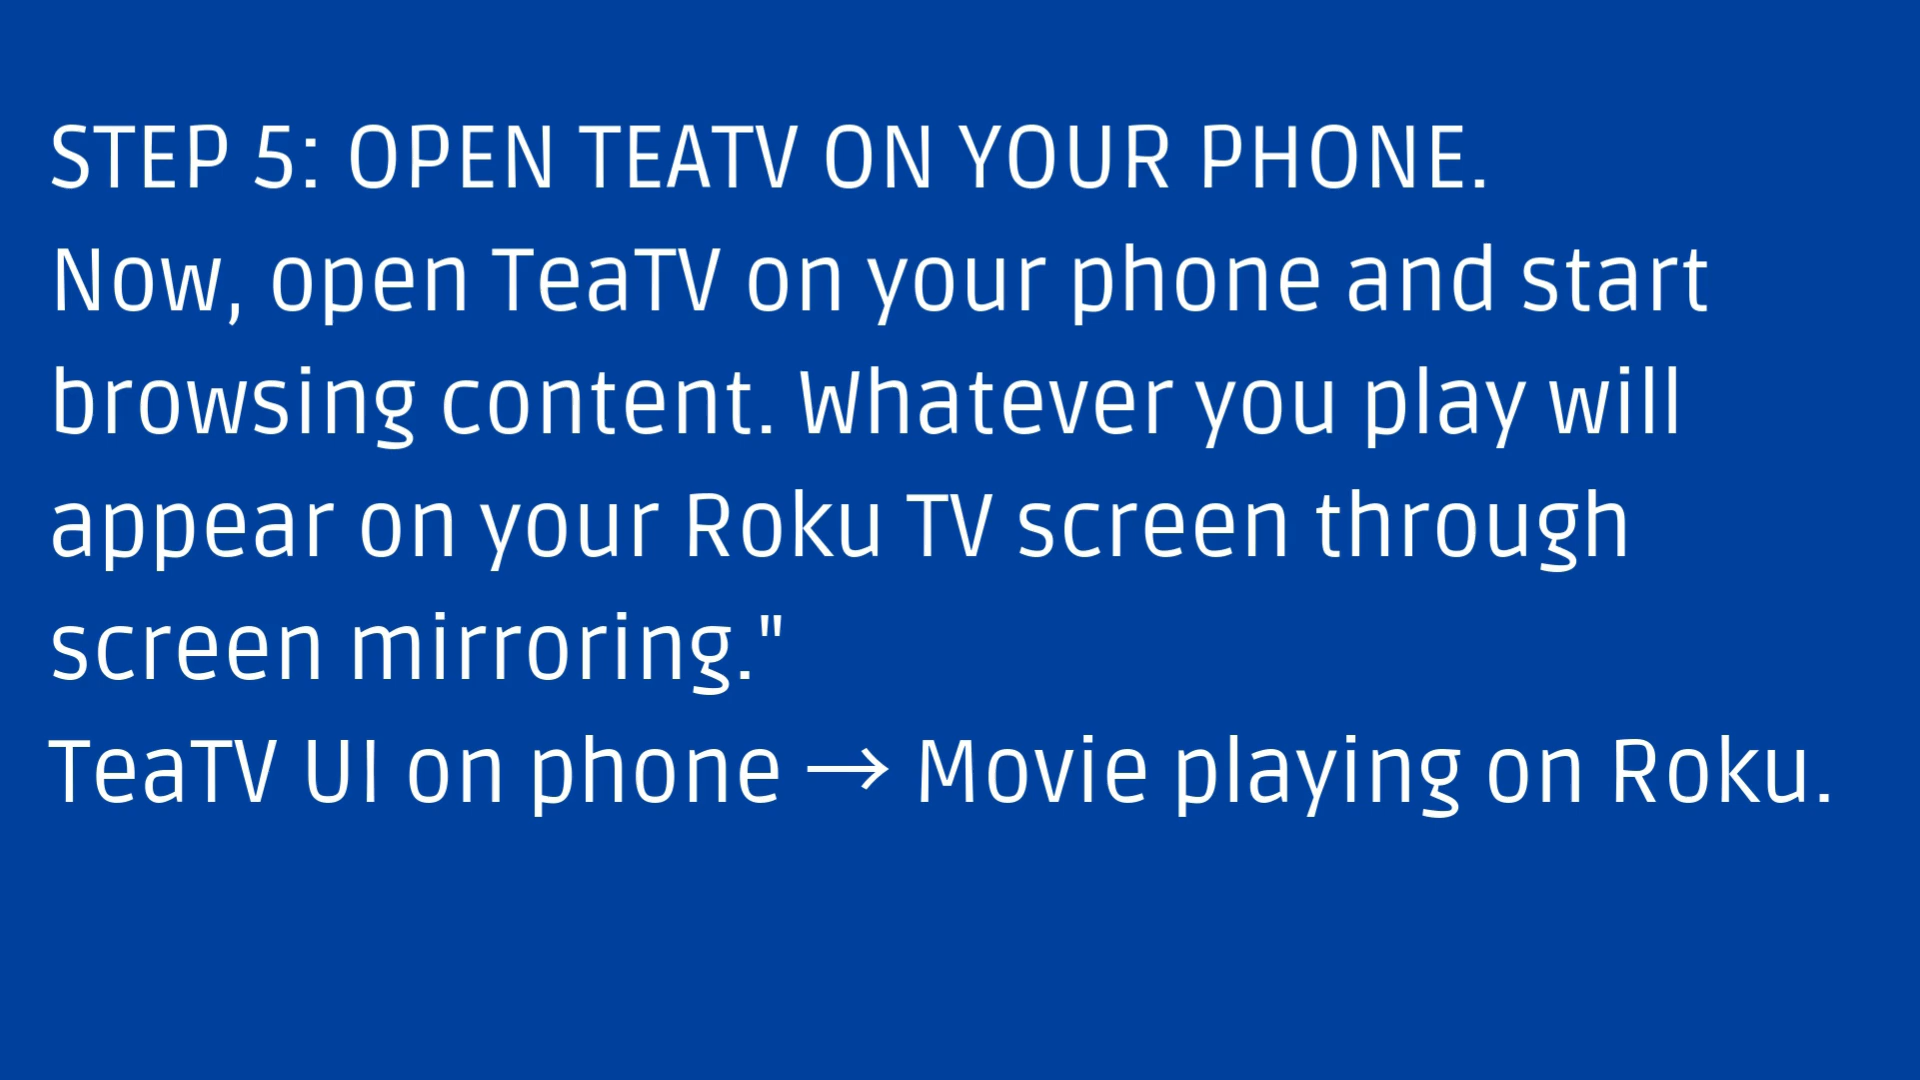 STEP 5: OPEN TEATV ON YOUR PHONE.
Now, open TeaTV on your phone and start
browsing content. Whatever you play will
appear on your Roku TV screen through
screen mirroring."
TeaTV UI on phone → Movie playing on Roku.